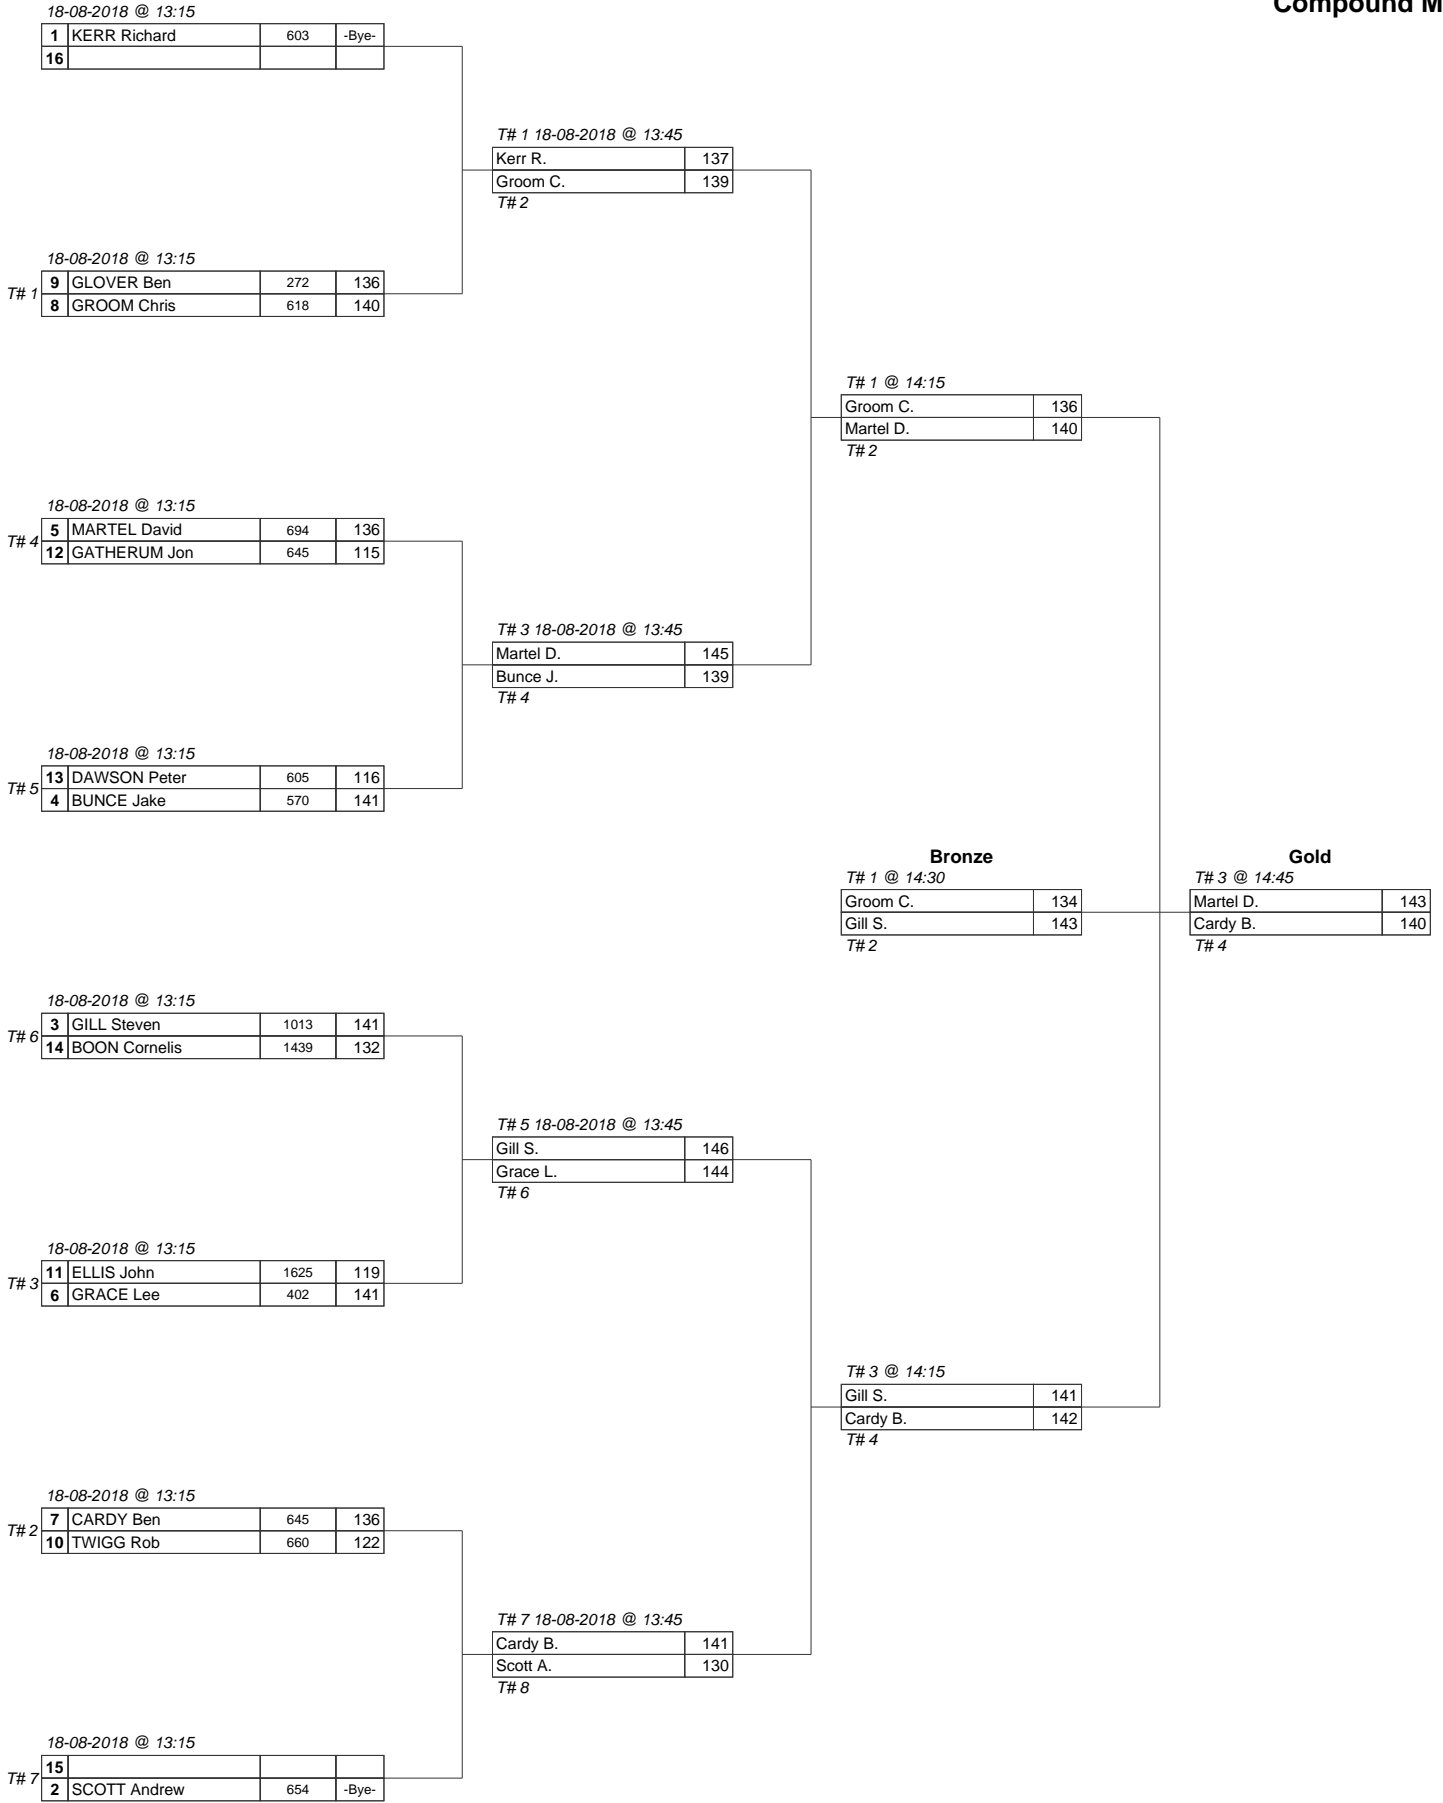 Compound M
18-08-2018 @ 13:15
1 KERR Richard 603 -Bye-
16
T# 1 18-08-2018 @ 13:45
Kerr R. 137
Groom C. 139
T# 2
18-08-2018 @ 13:15
T# 1
9 GLOVER Ben 272 136
8 GROOM Chris 618 140
T# 1 @ 14:15
Groom C. 136
Martel D. 140
T# 2
18-08-2018 @ 13:15
T# 4
5 MARTEL David 694 136
12 GATHERUM Jon 645 115
T# 3 18-08-2018 @ 13:45
Martel D. 145
Bunce J. 139
T# 4
18-08-2018 @ 13:15
T# 5
13 DAWSON Peter 605 116
4 BUNCE Jake 570 141
Bronze
T# 1 @ 14:30
Groom C. 134
Gill S. 143
T# 2
Gold
T# 3 @ 14:45
Martel D. 143
Cardy B. 140
T# 4
18-08-2018 @ 13:15
T# 6
3 GILL Steven 1013 141
14 BOON Cornelis 1439 132
T# 5 18-08-2018 @ 13:45
Gill S. 146
Grace L. 144
T# 6
18-08-2018 @ 13:15
T# 3
11 ELLIS John 1625 119
6 GRACE Lee 402 141
T# 3 @ 14:15
Gill S. 141
Cardy B. 142
T# 4
18-08-2018 @ 13:15
T# 2
7 CARDY Ben 645 136
10 TWIGG Rob 660 122
T# 7 18-08-2018 @ 13:45
Cardy B. 141
Scott A. 130
T# 8
18-08-2018 @ 13:15
T# 7
15
2 SCOTT Andrew 654 -Bye-